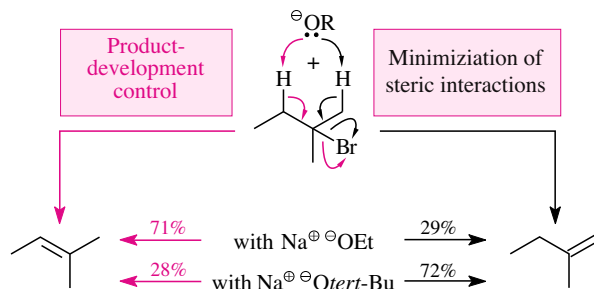 ⊖OR
Product-
development
control
+
Minimiziation of
steric interactions
H
H
Br
71%
with Na⊕ ⊖OEt
29%
28%
with Na⊕ ⊖Otert-Bu
72%